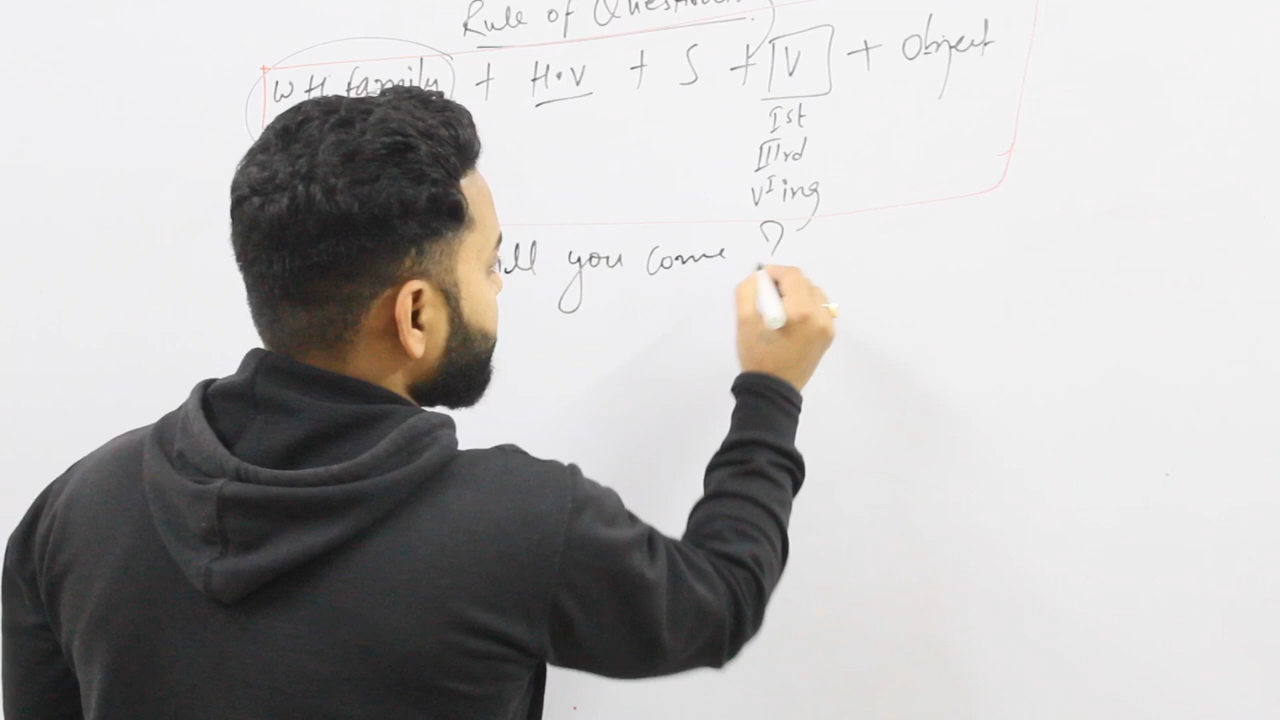 Rule of Question
WH family + H.V + S + V + Object
Ist
IIIrd
VIing
ill you come ?